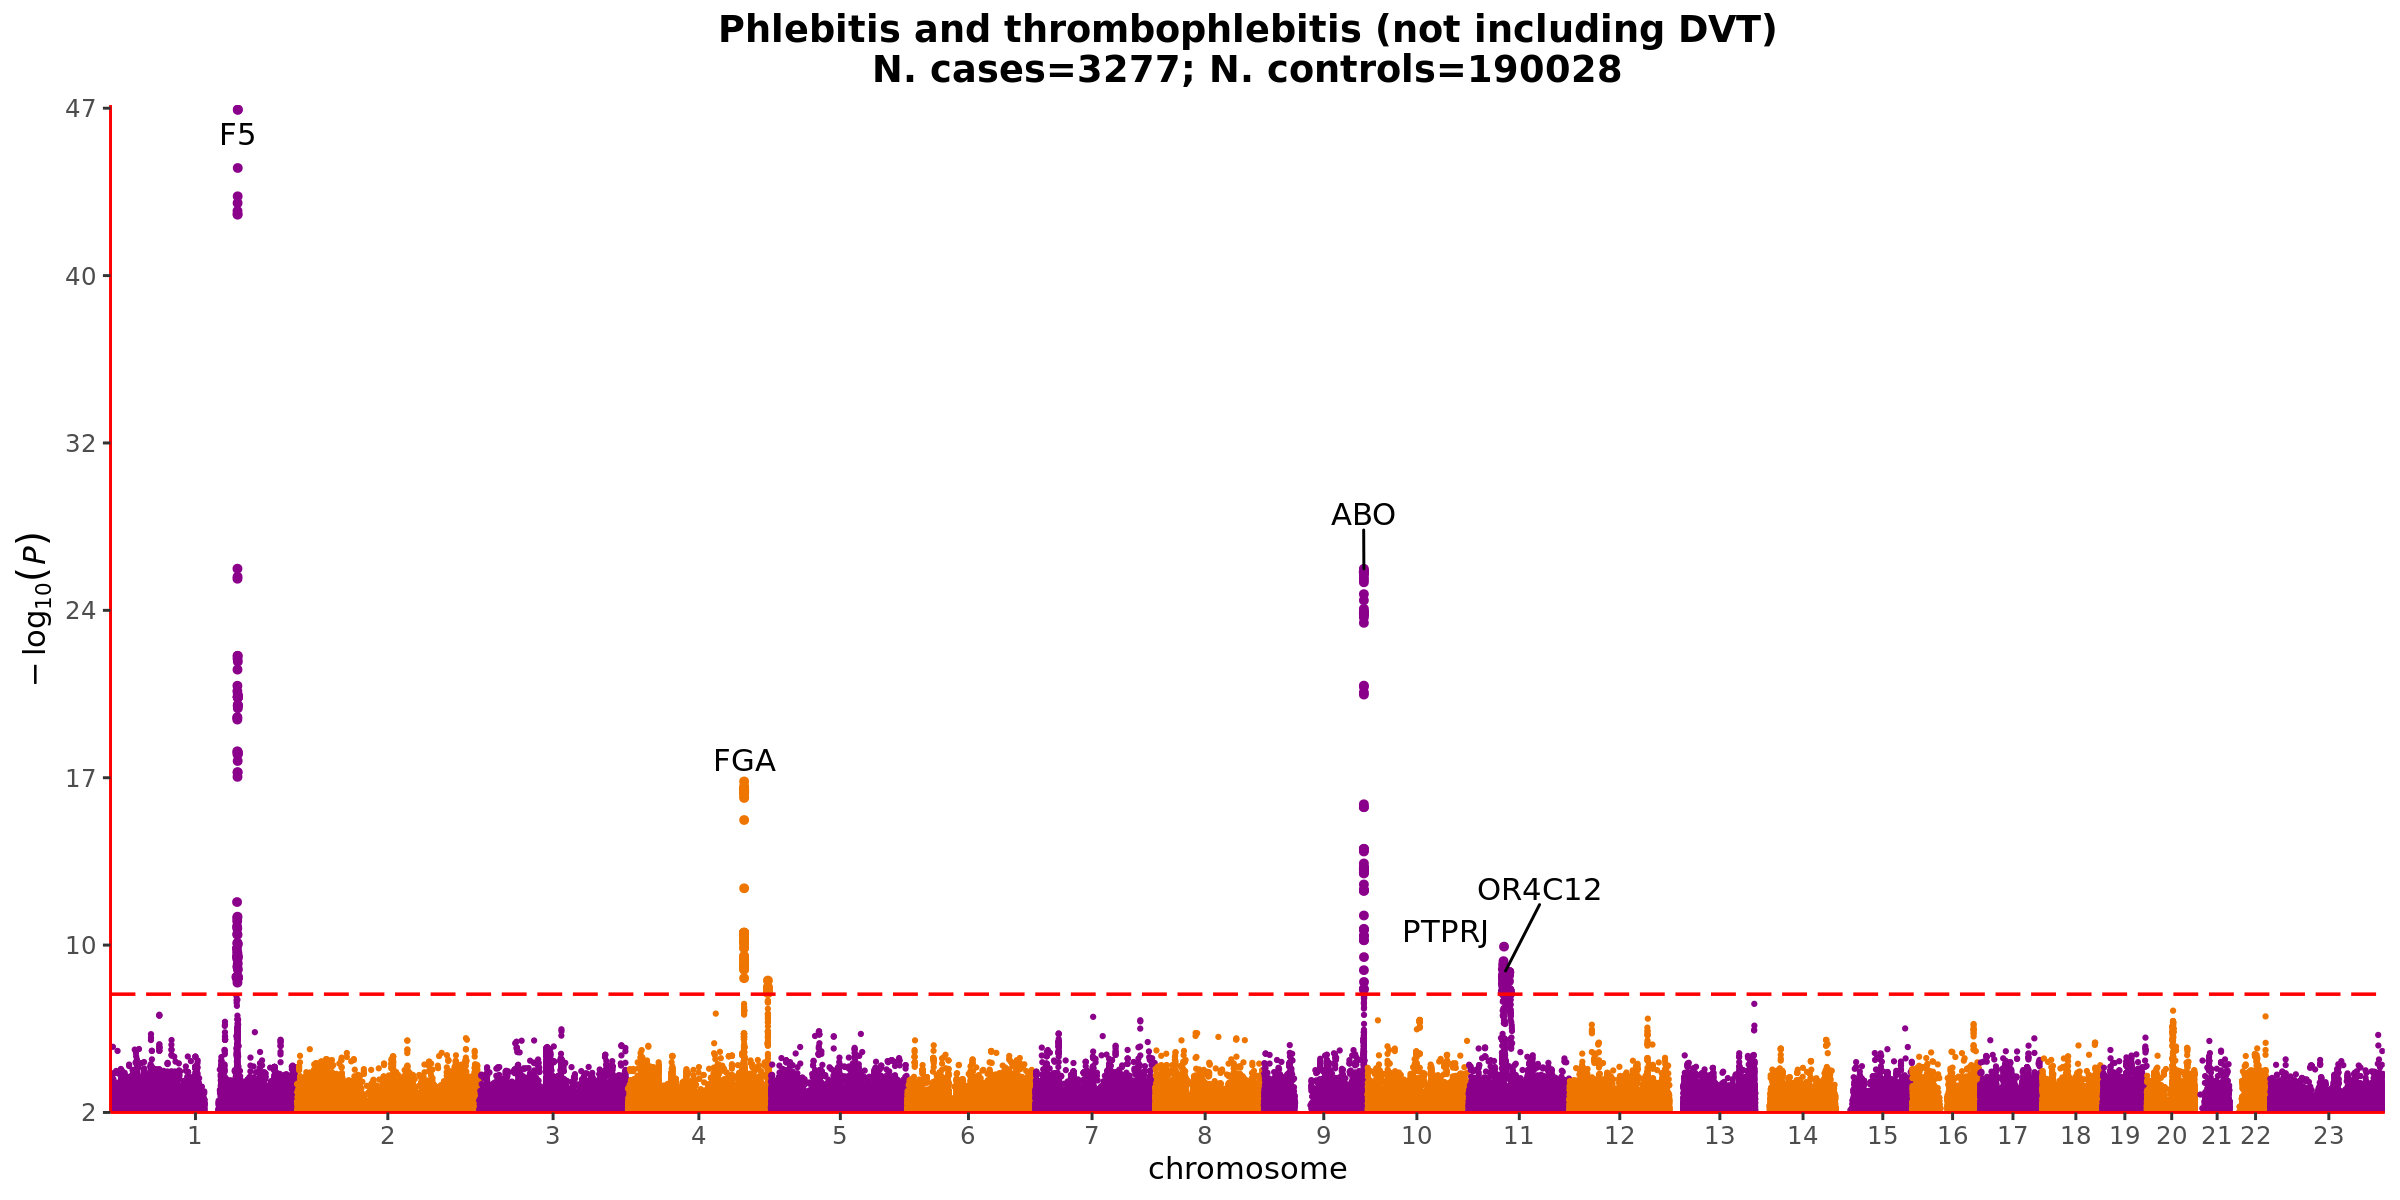 Phlebitis and thrombophlebitis (not including DVT)
N. cases=3277; N. controls=190028
47
F5
40
32
ABO
24
−log10(P)
FGA
17
OR4C12
PTPRJ
10
2
1 2 3 4 5 6 7 8 9 10 11 12 13 14 15 16 17 18 19 20 21 22 23
chromosome